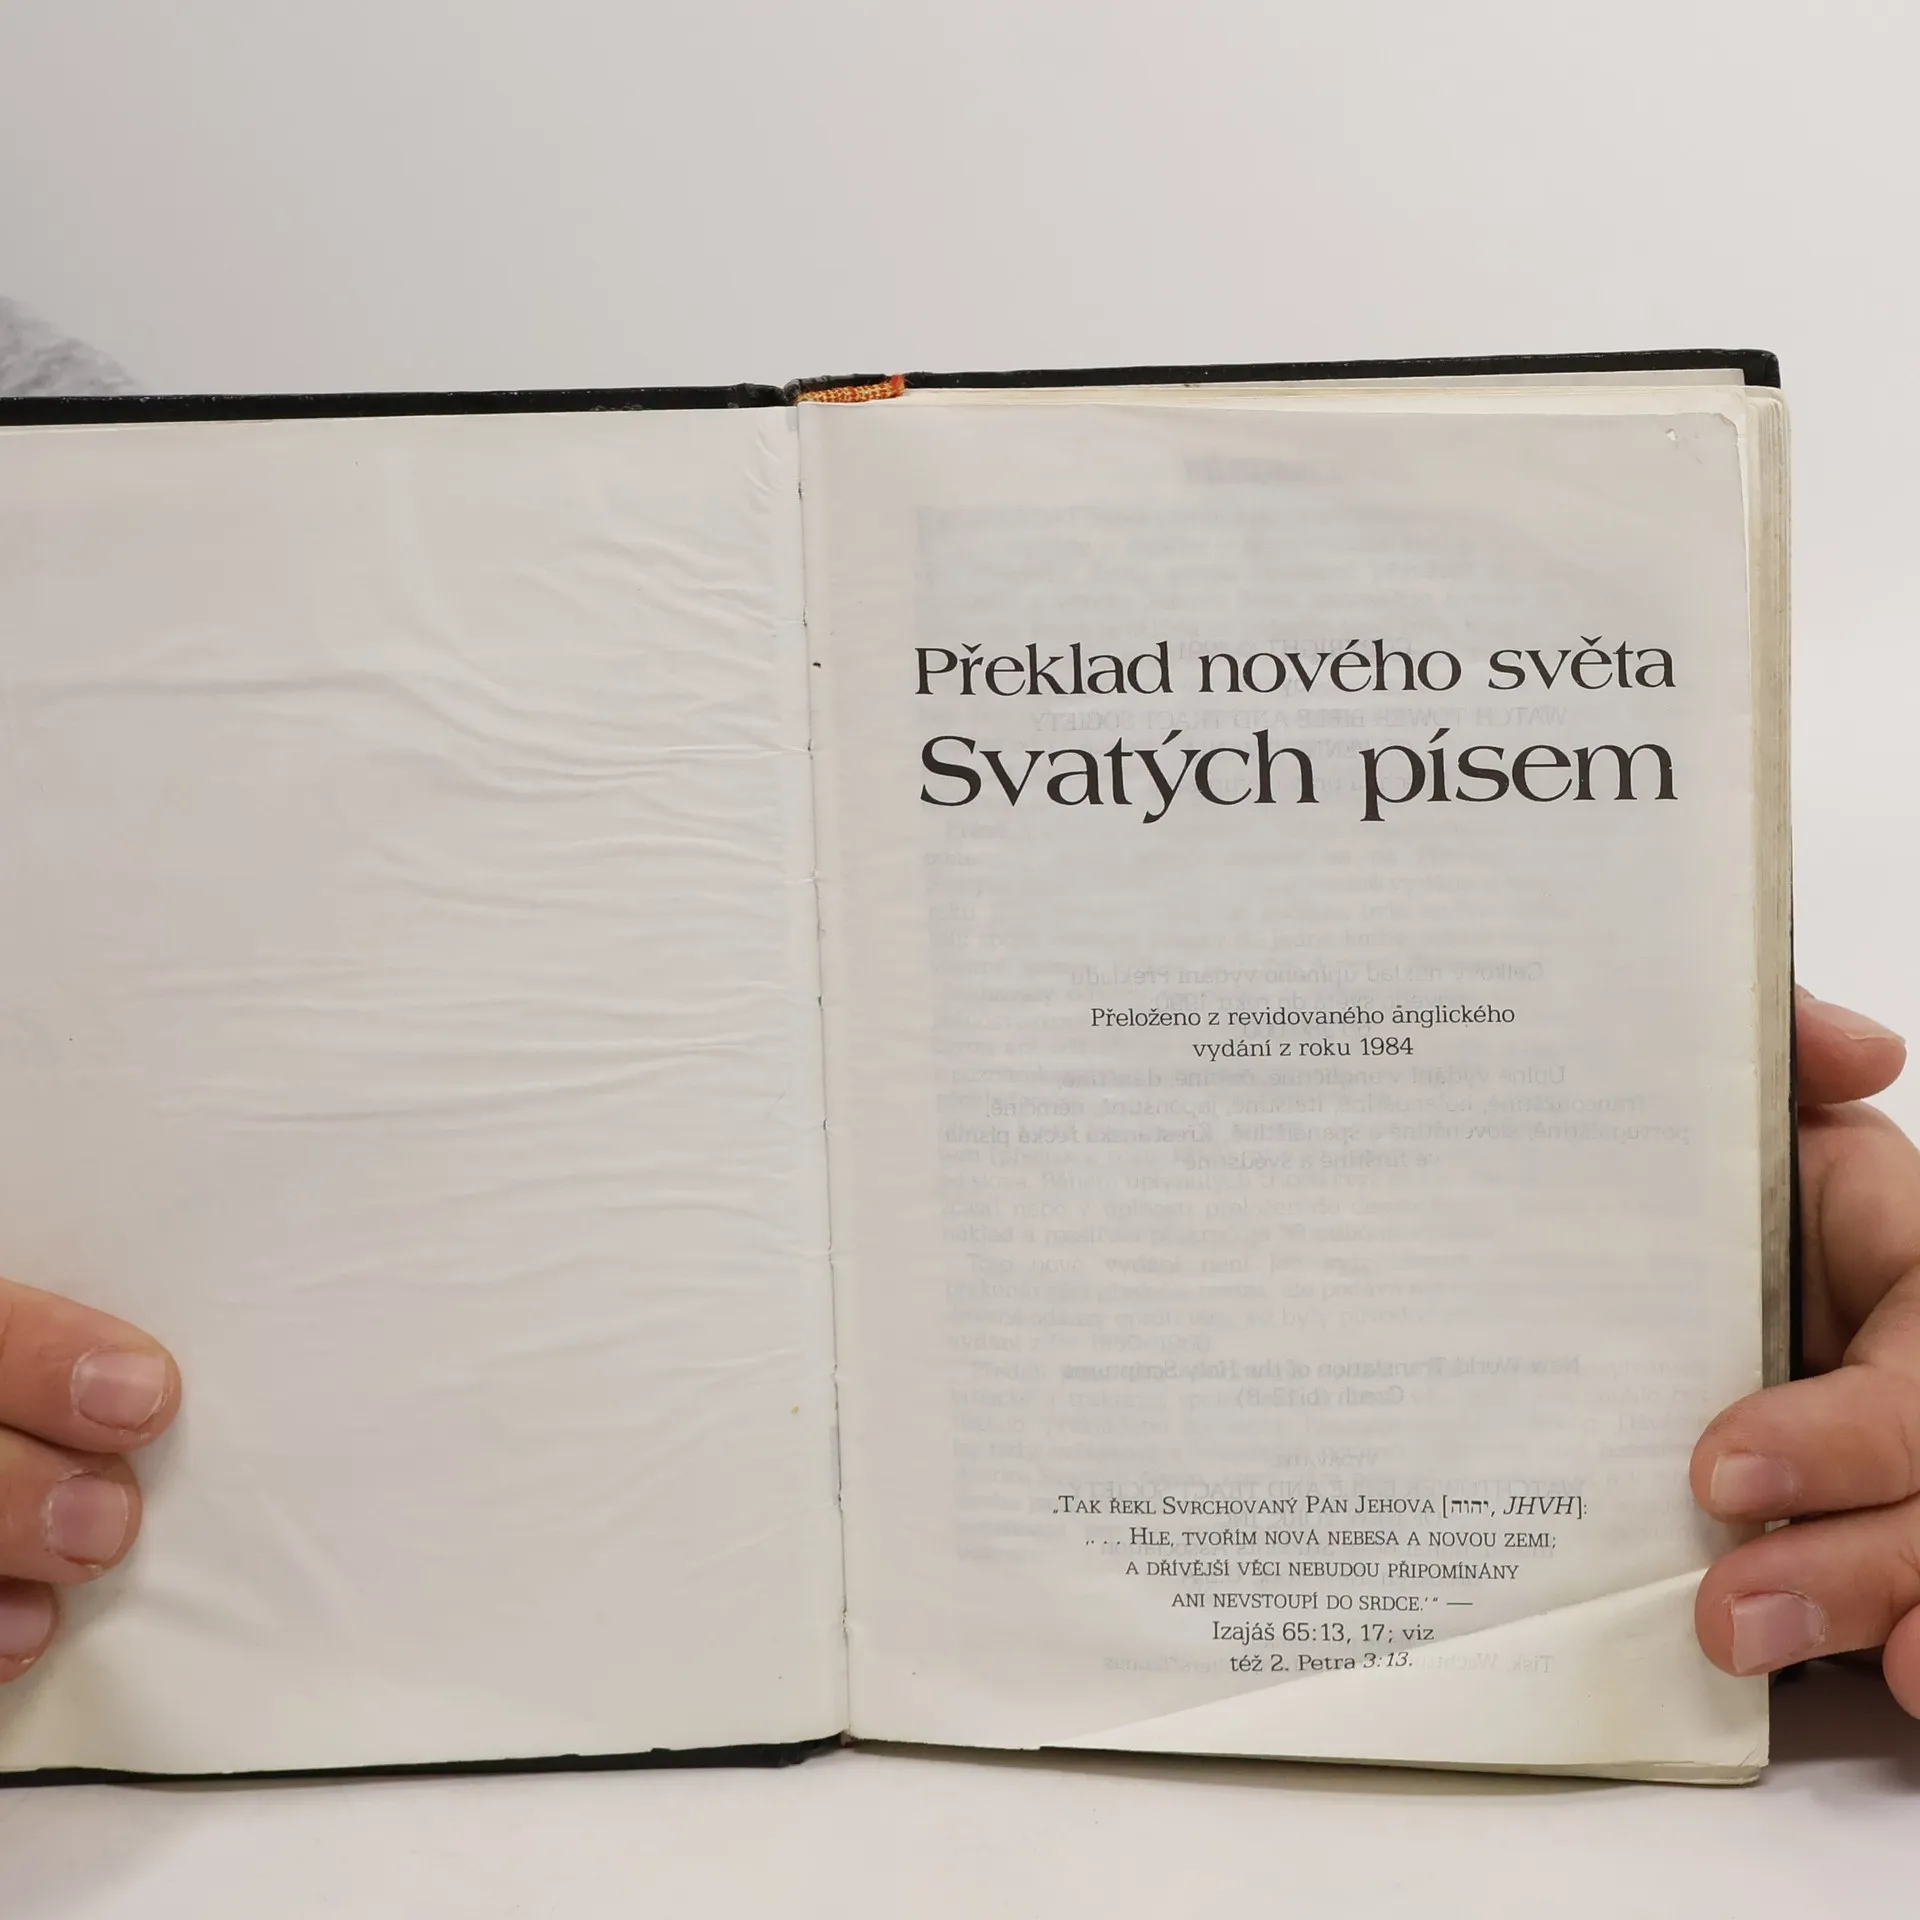 Překlad nového světa
Svatých písem
Přeloženo z revidovaného anglického
vydání z roku 1984
„Tak řekl Svrchovaný Pán Jehova [יהוה, JHVH]:
‚. . . Hle, tvořím nová nebesa a novou zemi;
a dřívější věci nebudou připomínány
ani nevstoupí do srdce.‘“ —
Izajáš 65:13, 17; viz
též 2. Petra 3:13.